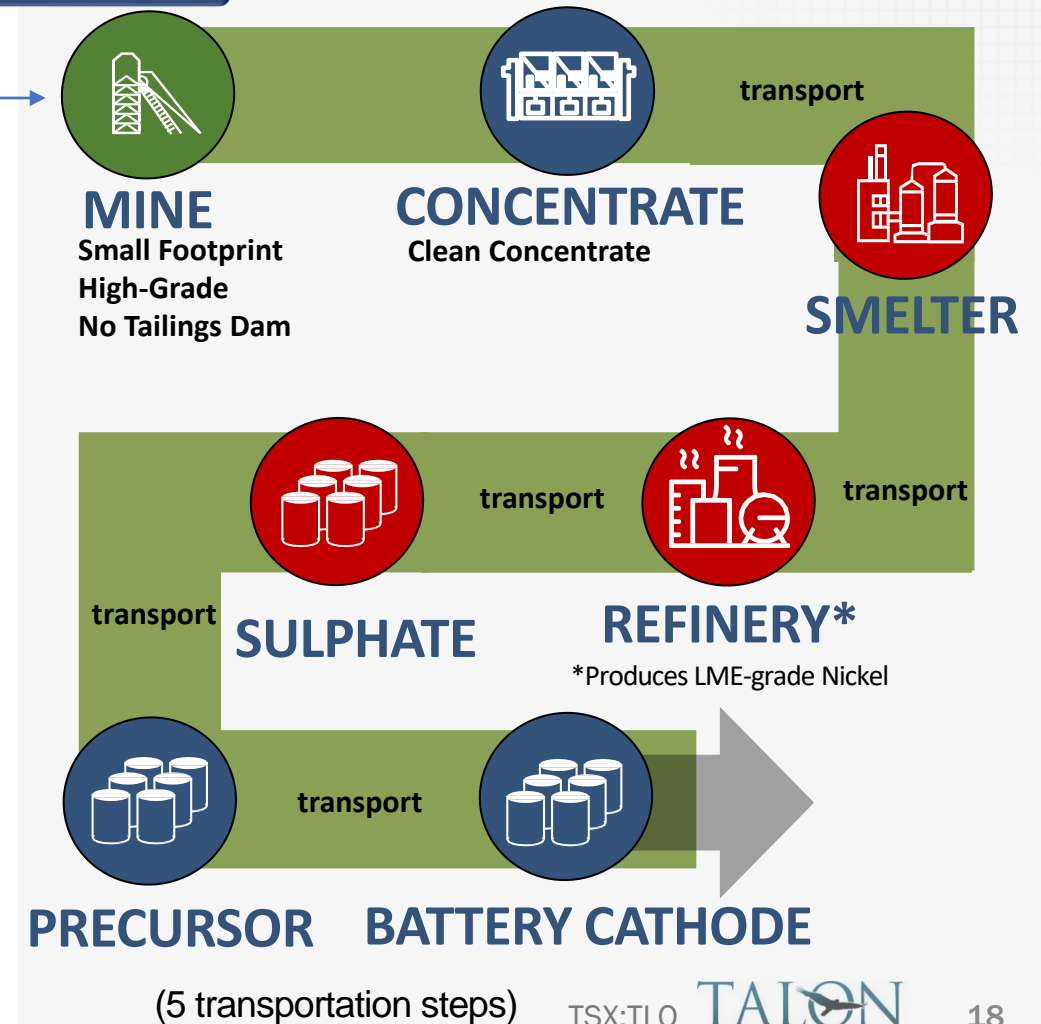 transport
MINE
Small Footprint
High-Grade
No Tailings Dam
CONCENTRATE
Clean Concentrate
SMELTER
transport
transport
REFINERY*
*Produces LME-grade Nickel
SULPHATE
transport
PRECURSOR
transport
BATTERY CATHODE
(5 transportation steps)
TSX:TLO
TALON
18